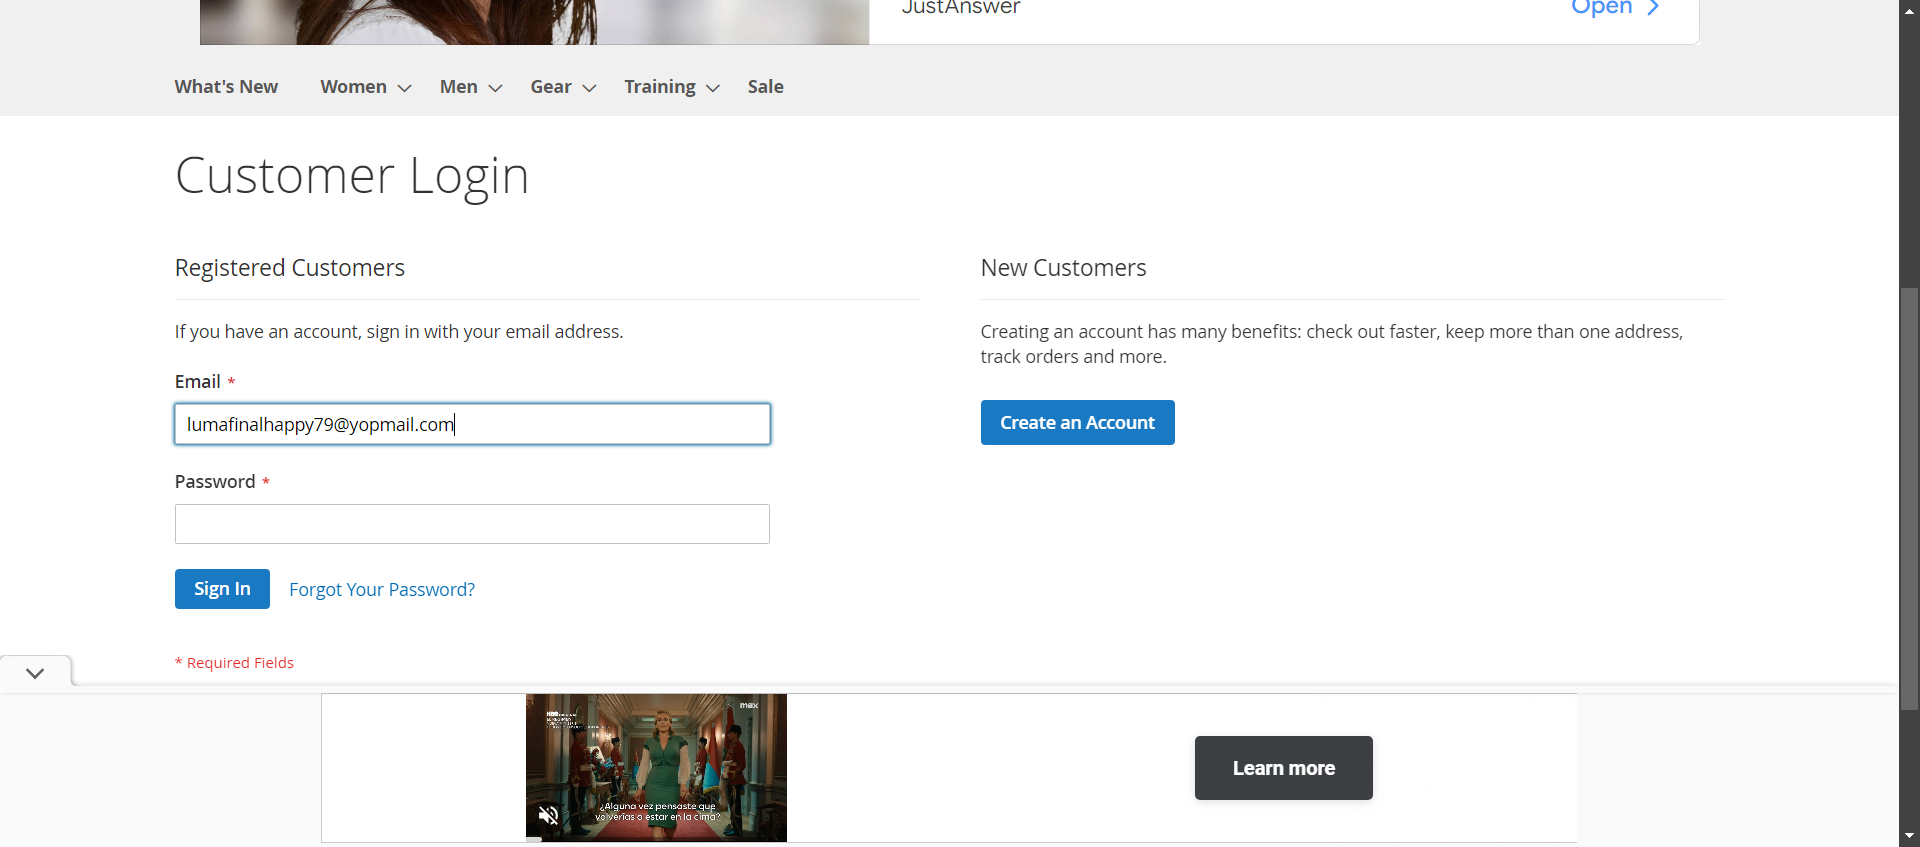 JustAnswer
Open
What's New Women Men Gear Training Sale
Customer Login
Registered Customers
If you have an account, sign in with your email address.
Email *
lumafinalhappy79@yopmail.com
Password *
Sign In Forgot Your Password?
* Required Fields
New Customers
Creating an account has many benefits: check out faster, keep more than one address,
track orders and more.
Create an Account
HBO
max
¿Alguna vez pensaste que
volverías a estar en la cima?
Learn more